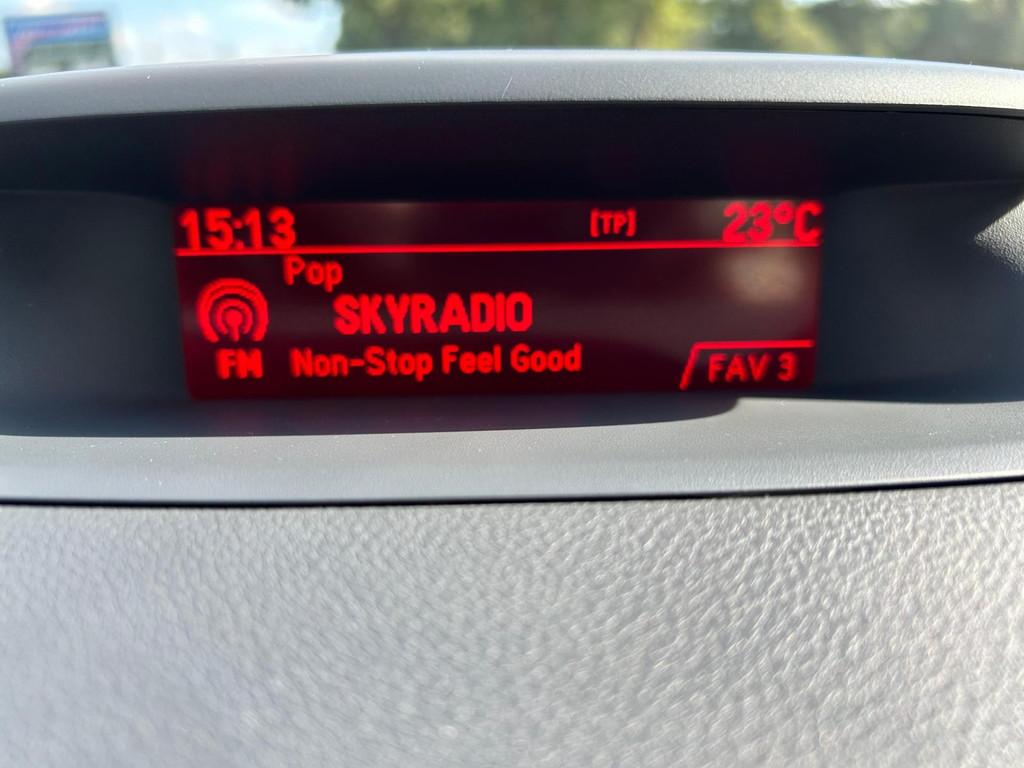 15:13 [TP] 23°C
Pop
SKYRADIO
FM Non-Stop Feel Good
FAV 3